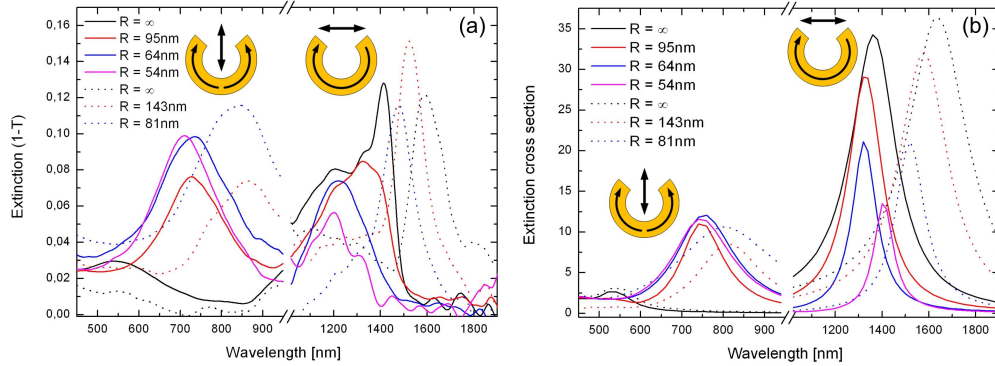 (a)
R = ∞
R = 95nm
R = 64nm
R = 54nm
R = ∞
R = 143nm
R = 81nm
0,16
0,14
0,12
0,10
0,08
0,06
0,04
0,02
0,00
Extinction (1-T)
500 600 700 800 900 1200 1400 1600 1800
Wavelength [nm]
(b)
R = ∞
R = 95nm
R = 64nm
R = 54nm
R = ∞
R = 143nm
R = 81nm
35
30
25
20
15
10
5
0
Extinction cross section
500 600 700 800 900 1200 1400 1600 1800
Wavelength [nm]